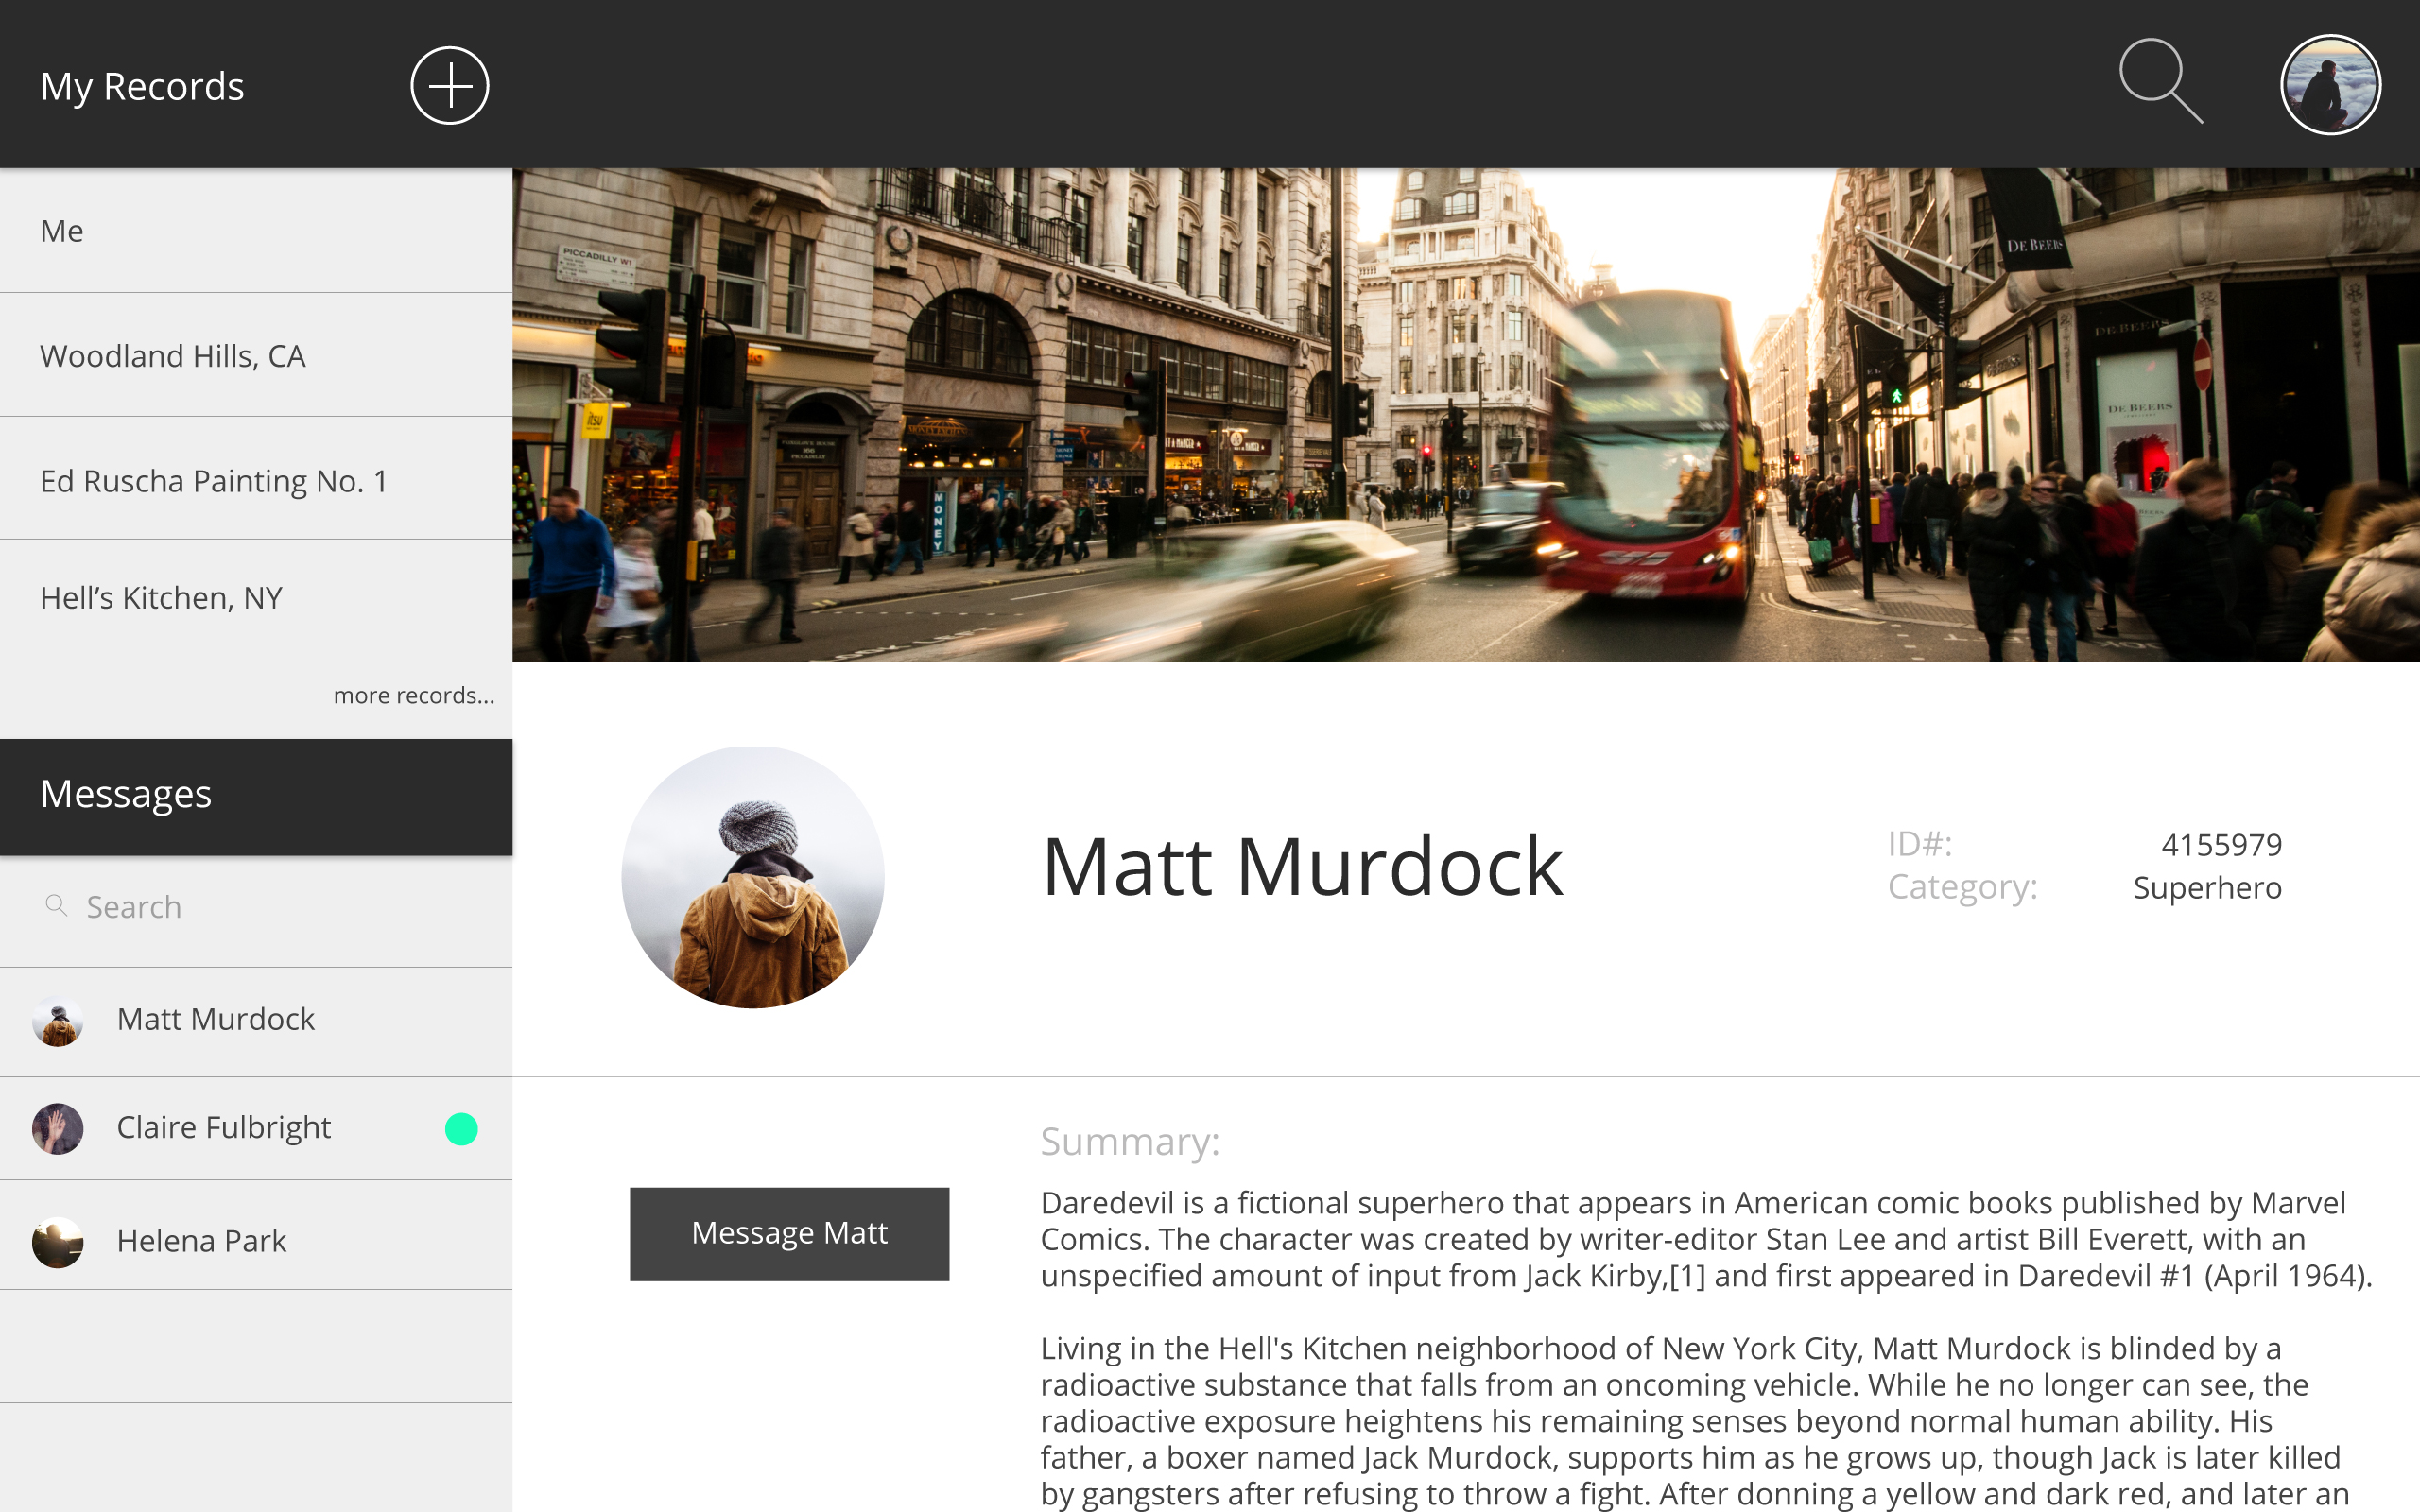 My Records
Me
Woodland Hills, CA
Ed Ruscha Painting No. 1
Hell’s Kitchen, NY
more records...
Messages
Search
Matt Murdock
Claire Fulbright
Helena Park
PICCADILLY W1
itsu
MONEY
DE BEERS
DE BEERS
DE BEERS
Matt Murdock
ID#: 4155979
Category: Superhero
Message Matt
Summary:
Daredevil is a fictional superhero that appears in American comic books published by Marvel
Comics. The character was created by writer-editor Stan Lee and artist Bill Everett, with an
unspecified amount of input from Jack Kirby,[1] and first appeared in Daredevil #1 (April 1964).
Living in the Hell's Kitchen neighborhood of New York City, Matt Murdock is blinded by a
radioactive substance that falls from an oncoming vehicle. While he no longer can see, the
radioactive exposure heightens his remaining senses beyond normal human ability. His
father, a boxer named Jack Murdock, supports him as he grows up, though Jack is later killed
by gangsters after refusing to throw a fight. After donning a yellow and dark red, and later an